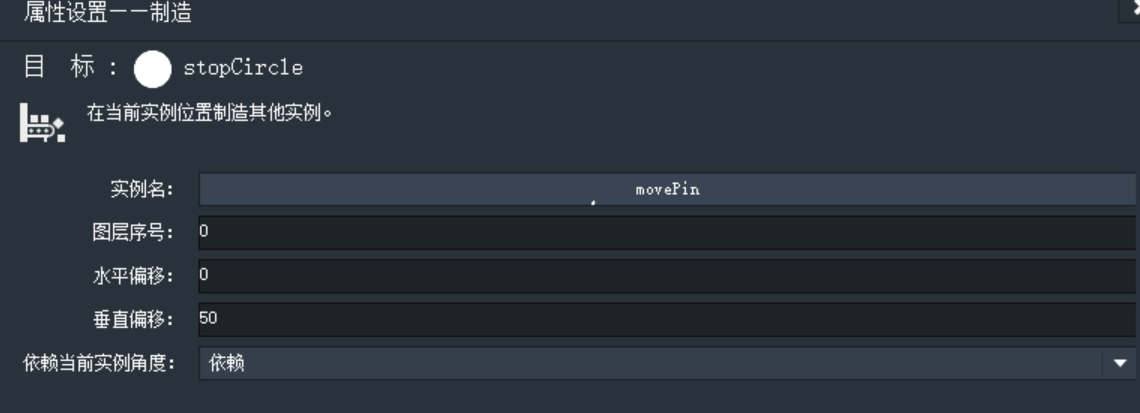 属性设置——制造
目 标： stopCircle
在当前实例位置制造其他实例。
实例名： movePin
图层序号： 0
水平偏移： 0
垂直偏移： 50
依赖当前实例角度： 依赖